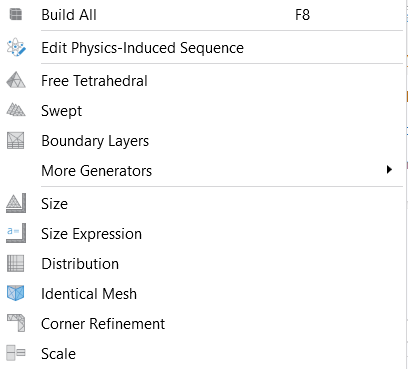 Build All F8
Edit Physics-Induced Sequence
Free Tetrahedral
Swept
Boundary Layers
More Generators
Size
a= Size Expression
Distribution
Identical Mesh
Corner Refinement
Scale